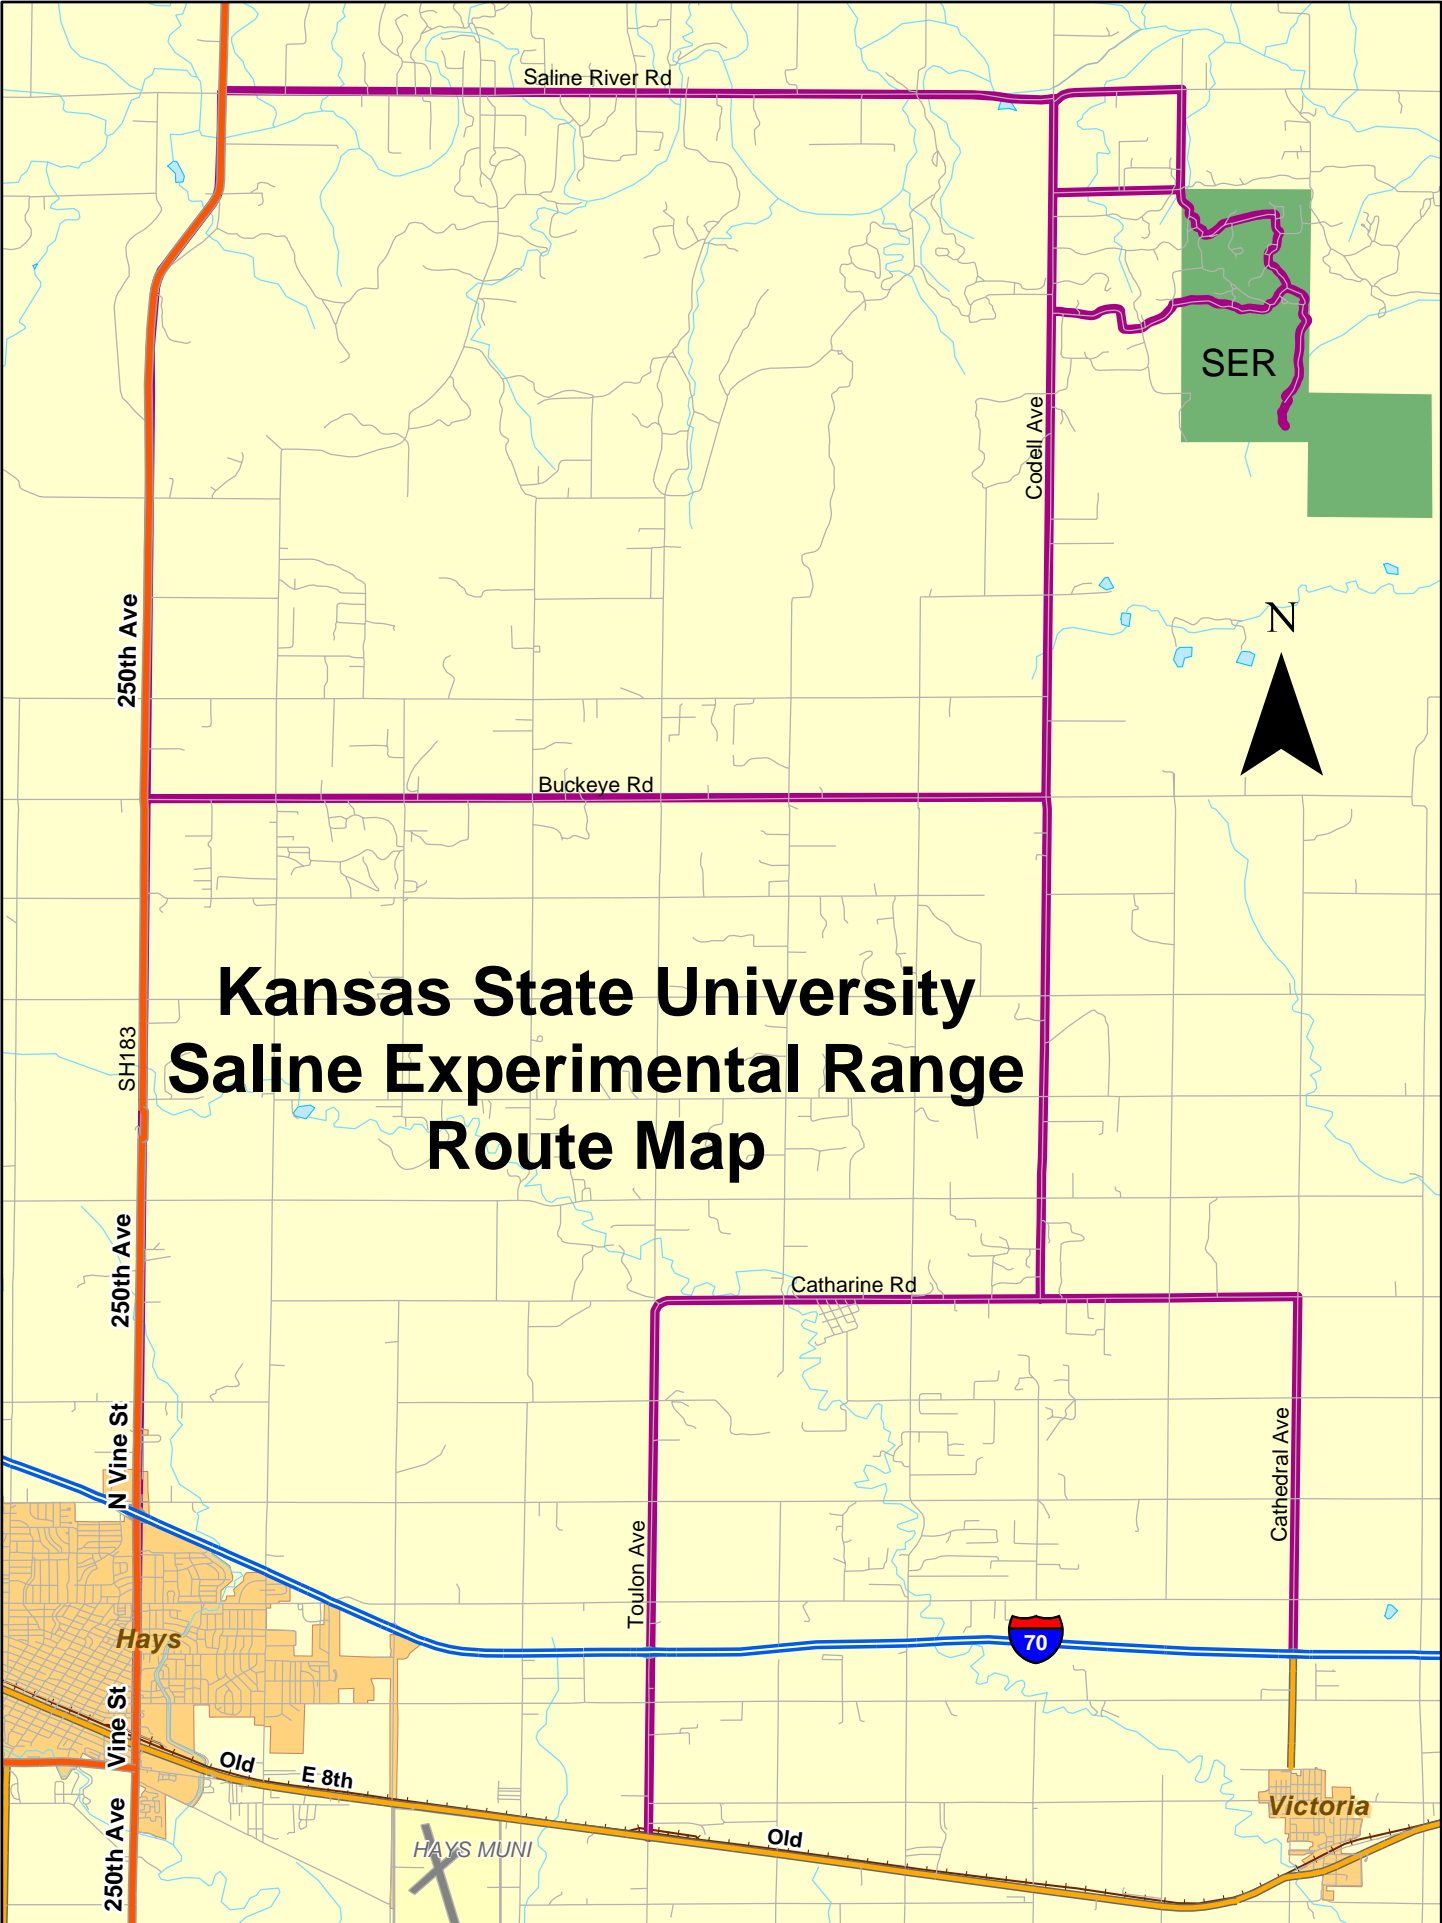 Saline River Rd
SER
Codell Ave
N
250th Ave
Buckeye Rd
Kansas State University
Saline Experimental Range
Route Map
SH183
250th Ave
Catharine Rd
N Vine St
Cathedral Ave
Toulon Ave
Hays
70
Vine St
Old
E 8th
Victoria
250th Ave
HAYS MUNI
Old